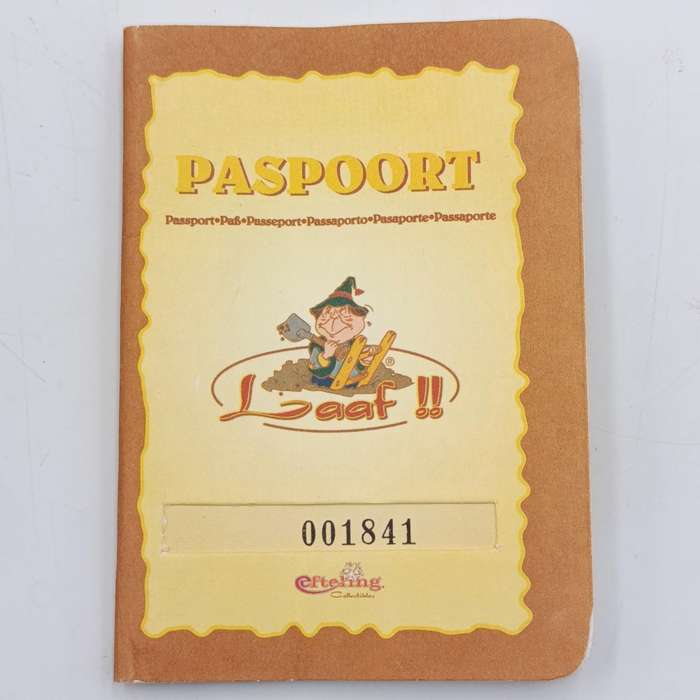 PASPOORT
Passport•Paß•Passeport•Passaporto•Pasaporte•Passaporte
®
Laaf !!
001841
efteling
Collectibles